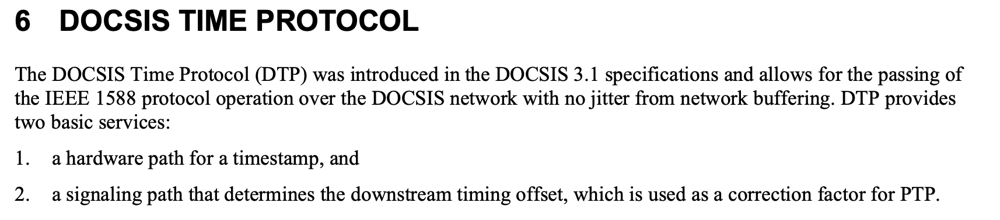 6 DOCSIS TIME PROTOCOL
The DOCSIS Time Protocol (DTP) was introduced in the DOCSIS 3.1 specifications and allows for the passing of
the IEEE 1588 protocol operation over the DOCSIS network with no jitter from network buffering. DTP provides
two basic services:
1. a hardware path for a timestamp, and
2. a signaling path that determines the downstream timing offset, which is used as a correction factor for PTP.